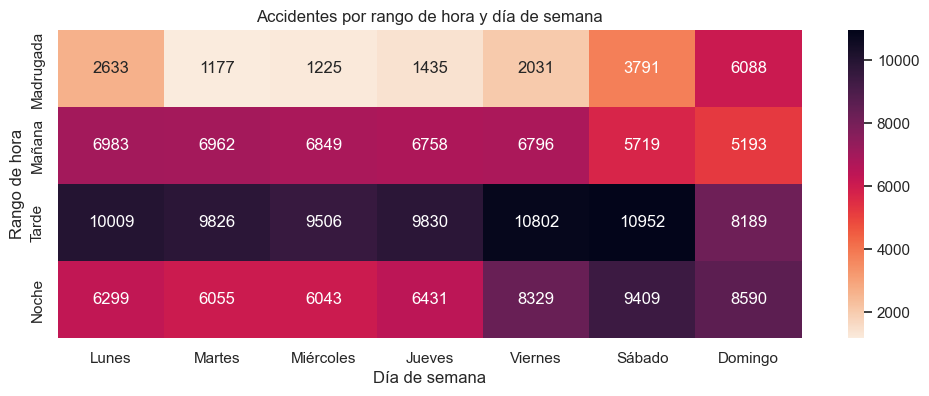 Accidentes por rango de hora y día de semana
Rango de hora
Madrugada 2633 1177 1225 1435 2031 3791 6088
Mañana 6983 6962 6849 6758 6796 5719 5193
Tarde 10009 9826 9506 9830 10802 10952 8189
Noche 6299 6055 6043 6431 8329 9409 8590
Lunes Martes Miércoles Jueves Viernes Sábado Domingo
Día de semana
10000
8000
6000
4000
2000